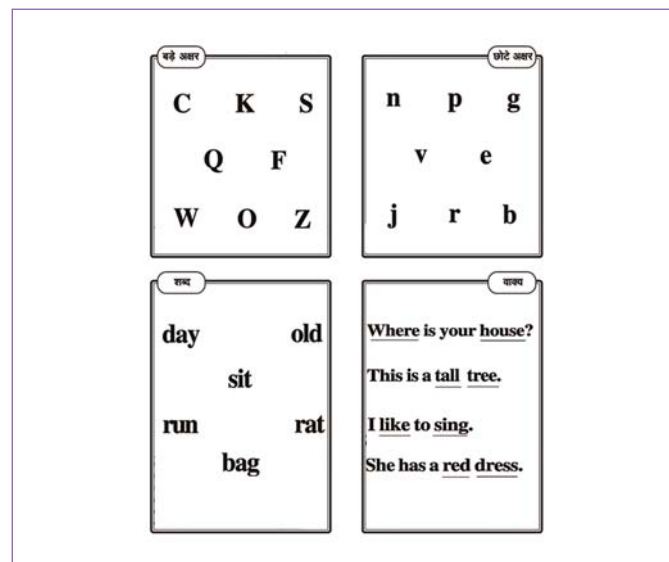 बड़े अक्षर
C K S
Q F
W O Z
छोटे अक्षर
n p g
v e
j r b
शब्द
day old
sit
run rat
bag
वाक्य
Where is your house?
This is a tall tree.
I like to sing.
She has a red dress.